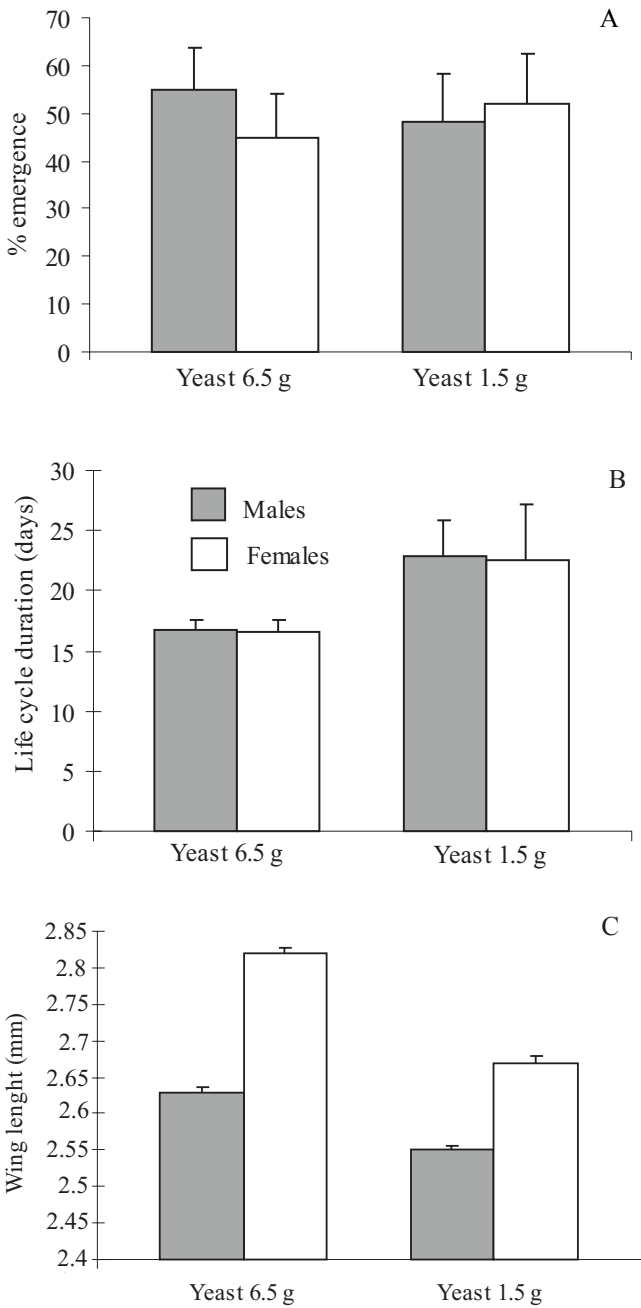 A
70
60
50
40
30
20
10
0
% emergence
Yeast 6.5 g Yeast 1.5 g
B
30
25
20
15
10
5
0
Life cycle duration (days)
Males
Females
Yeast 6.5 g Yeast 1.5 g
C
2.85
2.8
2.75
2.7
2.65
2.6
2.55
2.5
2.45
2.4
Wing lenght (mm)
Yeast 6.5 g Yeast 1.5 g